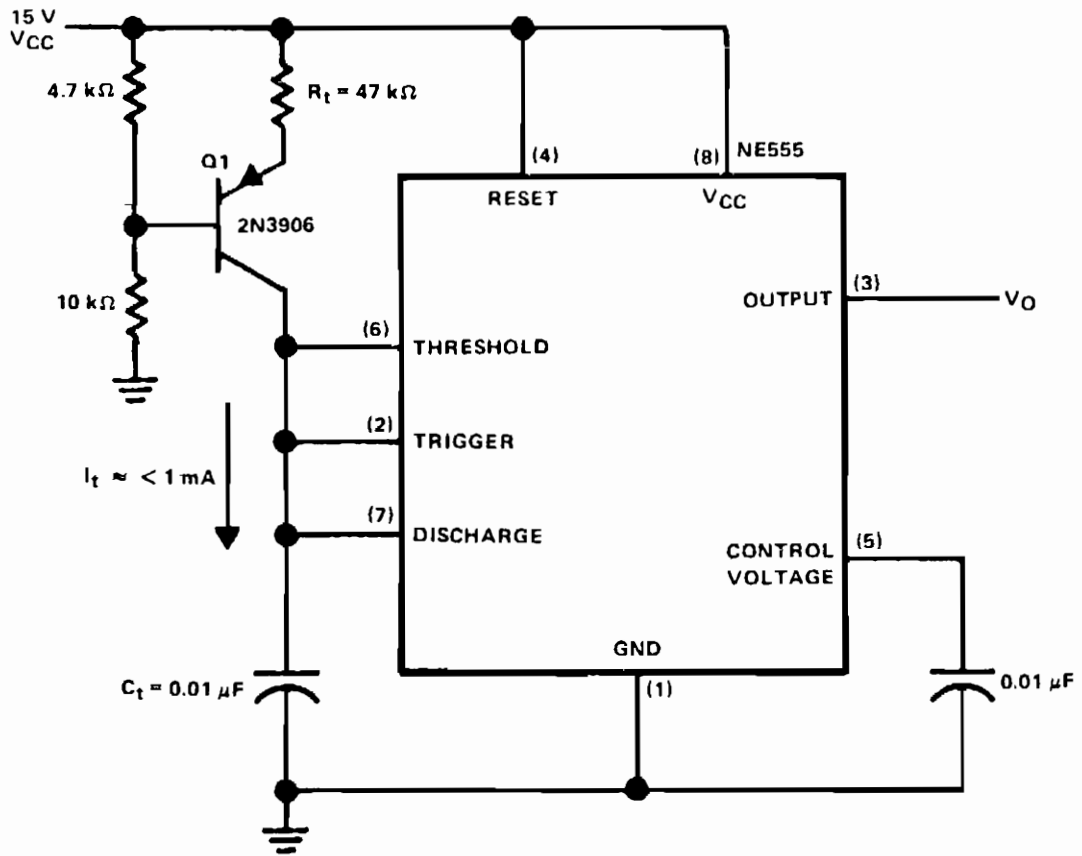 15 V
VCC
4.7 kΩ
Rt = 47 kΩ
Q1
2N3906
10 kΩ
It ≈ < 1 mA
Ct = 0.01 μF
(4)
RESET
(8)
NE555
VCC
(3)
OUTPUT
VO
(6)
THRESHOLD
(2)
TRIGGER
(7)
DISCHARGE
(5)
CONTROL
VOLTAGE
GND
(1)
0.01 μF